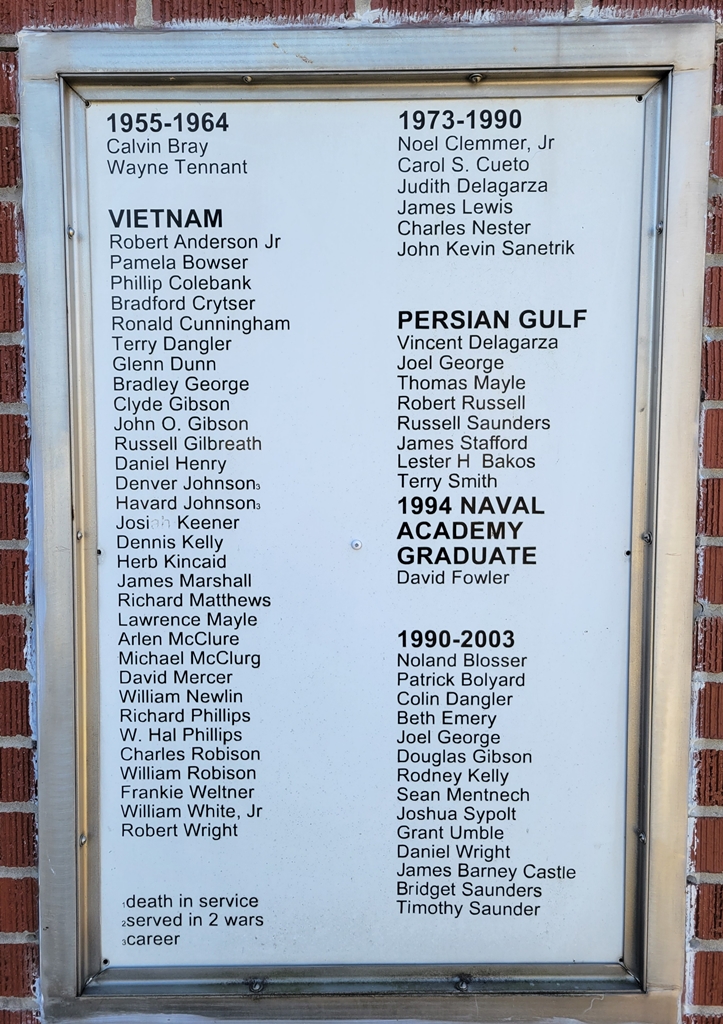 1955-1964
Calvin Bray
Wayne Tennant
VIETNAM
Robert Anderson Jr
Pamela Bowser
Phillip Colebank
Bradford Crytser
Ronald Cunningham
Terry Dangler
Glenn Dunn
Bradley George
Clyde Gibson
John O. Gibson
Russell Gilbreath
Daniel Henry
Denver Johnson₃
Havard Johnson₃
Josiah Keener
Dennis Kelly
Herb Kincaid
James Marshall
Richard Matthews
Lawrence Mayle
Arlen McClure
Michael McClurg
David Mercer
William Newlin
Richard Phillips
W. Hal Phillips
Charles Robison
William Robison
Frankie Weltner
William White, Jr
Robert Wright
₁death in service
₂served in 2 wars
₃career
1973-1990
Noel Clemmer, Jr
Carol S. Cueto
Judith Delagarza
James Lewis
Charles Nester
John Kevin Sanetrik
PERSIAN GULF
Vincent Delagarza
Joel George
Thomas Mayle
Robert Russell
Russell Saunders
James Stafford
Lester H Bakos
Terry Smith
1994 NAVAL
ACADEMY
GRADUATE
David Fowler
1990-2003
Noland Blosser
Patrick Bolyard
Colin Dangler
Beth Emery
Joel George
Douglas Gibson
Rodney Kelly
Sean Mentnech
Joshua Sypolt
Grant Umble
Daniel Wright
James Barney Castle
Bridget Saunders
Timothy Saunder